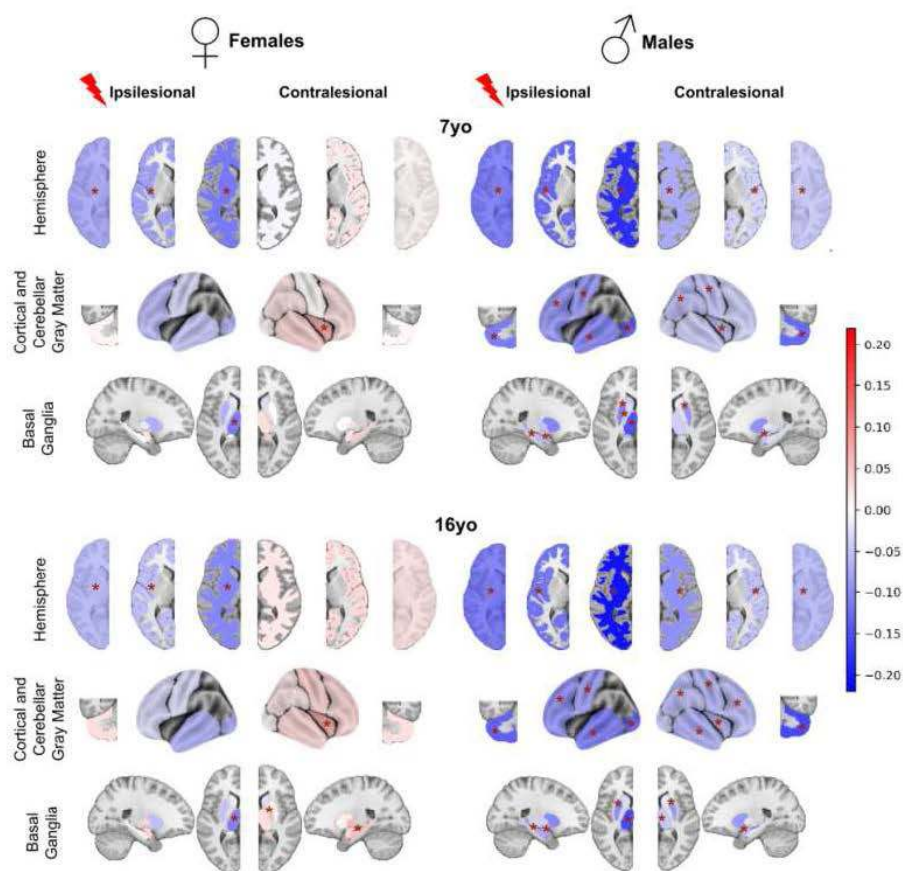 Females
Males
Ipsilesional
Contralesional
Ipsilesional
Contralesional
7yo
Hemisphere
Cortical and
Cerebellar
Gray Matter
Basal
Ganglia
16yo
Hemisphere
Cortical and
Cerebellar
Gray Matter
Basal
Ganglia
0.20
0.15
0.10
0.05
0.00
−0.05
−0.10
−0.15
−0.20